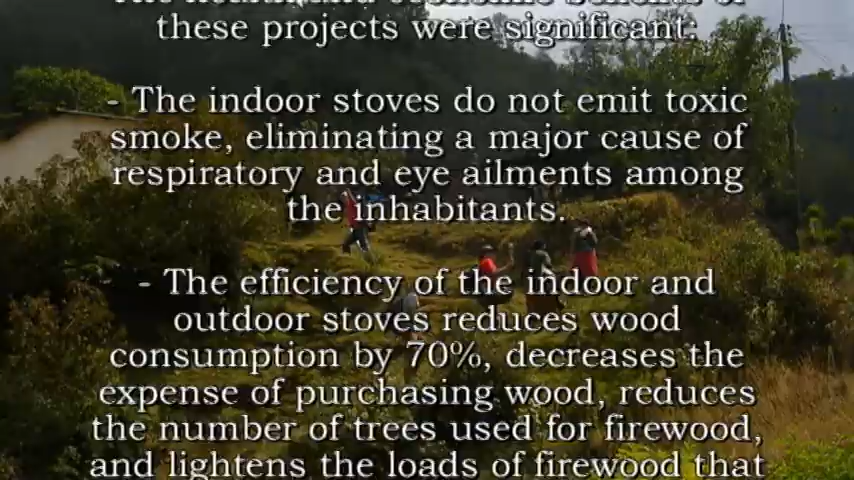 these projects were significant:
- The indoor stoves do not emit toxic
smoke, eliminating a major cause of
respiratory and eye ailments among
the inhabitants.
- The efficiency of the indoor and
outdoor stoves reduces wood
consumption by 70%, decreases the
expense of purchasing wood, reduces
the number of trees used for firewood,
and lightens the loads of firewood that